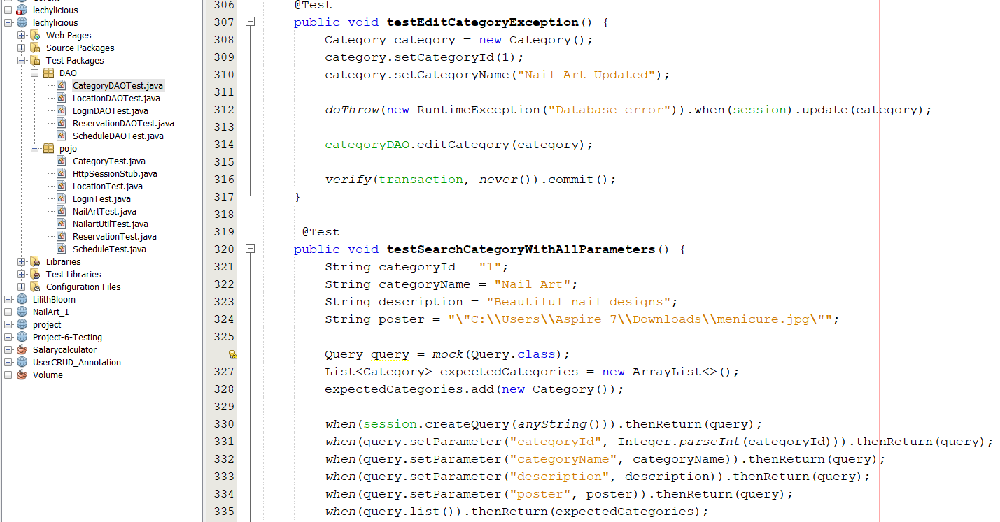 lechylicious
lechylicious
Web Pages
Source Packages
Test Packages
DAO
CategoryDAOTest.java
LocationDAOTest.java
LoginDAOTest.java
ReservationDAOTest.java
ScheduleDAOTest.java
pojo
CategoryTest.java
HttpSessionStub.java
LocationTest.java
LoginTest.java
NailArtTest.java
NailartUtilTest.java
ReservationTest.java
ScheduleTest.java
Libraries
Test Libraries
Configuration Files
LilithBloom
NailArt_1
project
Project-6-Testing
Salarycalculator
UserCRUD_Annotation
Volume
306 @Test
307 public void testEditCategoryException() {
308 Category category = new Category();
309 category.setCategoryId(1);
310 category.setCategoryName("Nail Art Updated");
311
312 doThrow(new RuntimeException("Database error")).when(session).update(category);
313
314 categoryDAO.editCategory(category);
315
316 verify(transaction, never()).commit();
317 }
318
319 @Test
320 public void testSearchCategoryWithAllParameters() {
321 String categoryId = "1";
322 String categoryName = "Nail Art";
323 String description = "Beautiful nail designs";
324 String poster = "\"C:\\Users\\Aspire 7\\Downloads\\menicure.jpg\"";
325
Query query = mock(Query.class);
327 List<Category> expectedCategories = new ArrayList<>();
328 expectedCategories.add(new Category());
329
330 when(session.createQuery(anyString())).thenReturn(query);
331 when(query.setParameter("categoryId", Integer.parseInt(categoryId))).thenReturn(query);
332 when(query.setParameter("categoryName", categoryName)).thenReturn(query);
333 when(query.setParameter("description", description)).thenReturn(query);
334 when(query.setParameter("poster", poster)).thenReturn(query);
335 when(query.list()).thenReturn(expectedCategories);